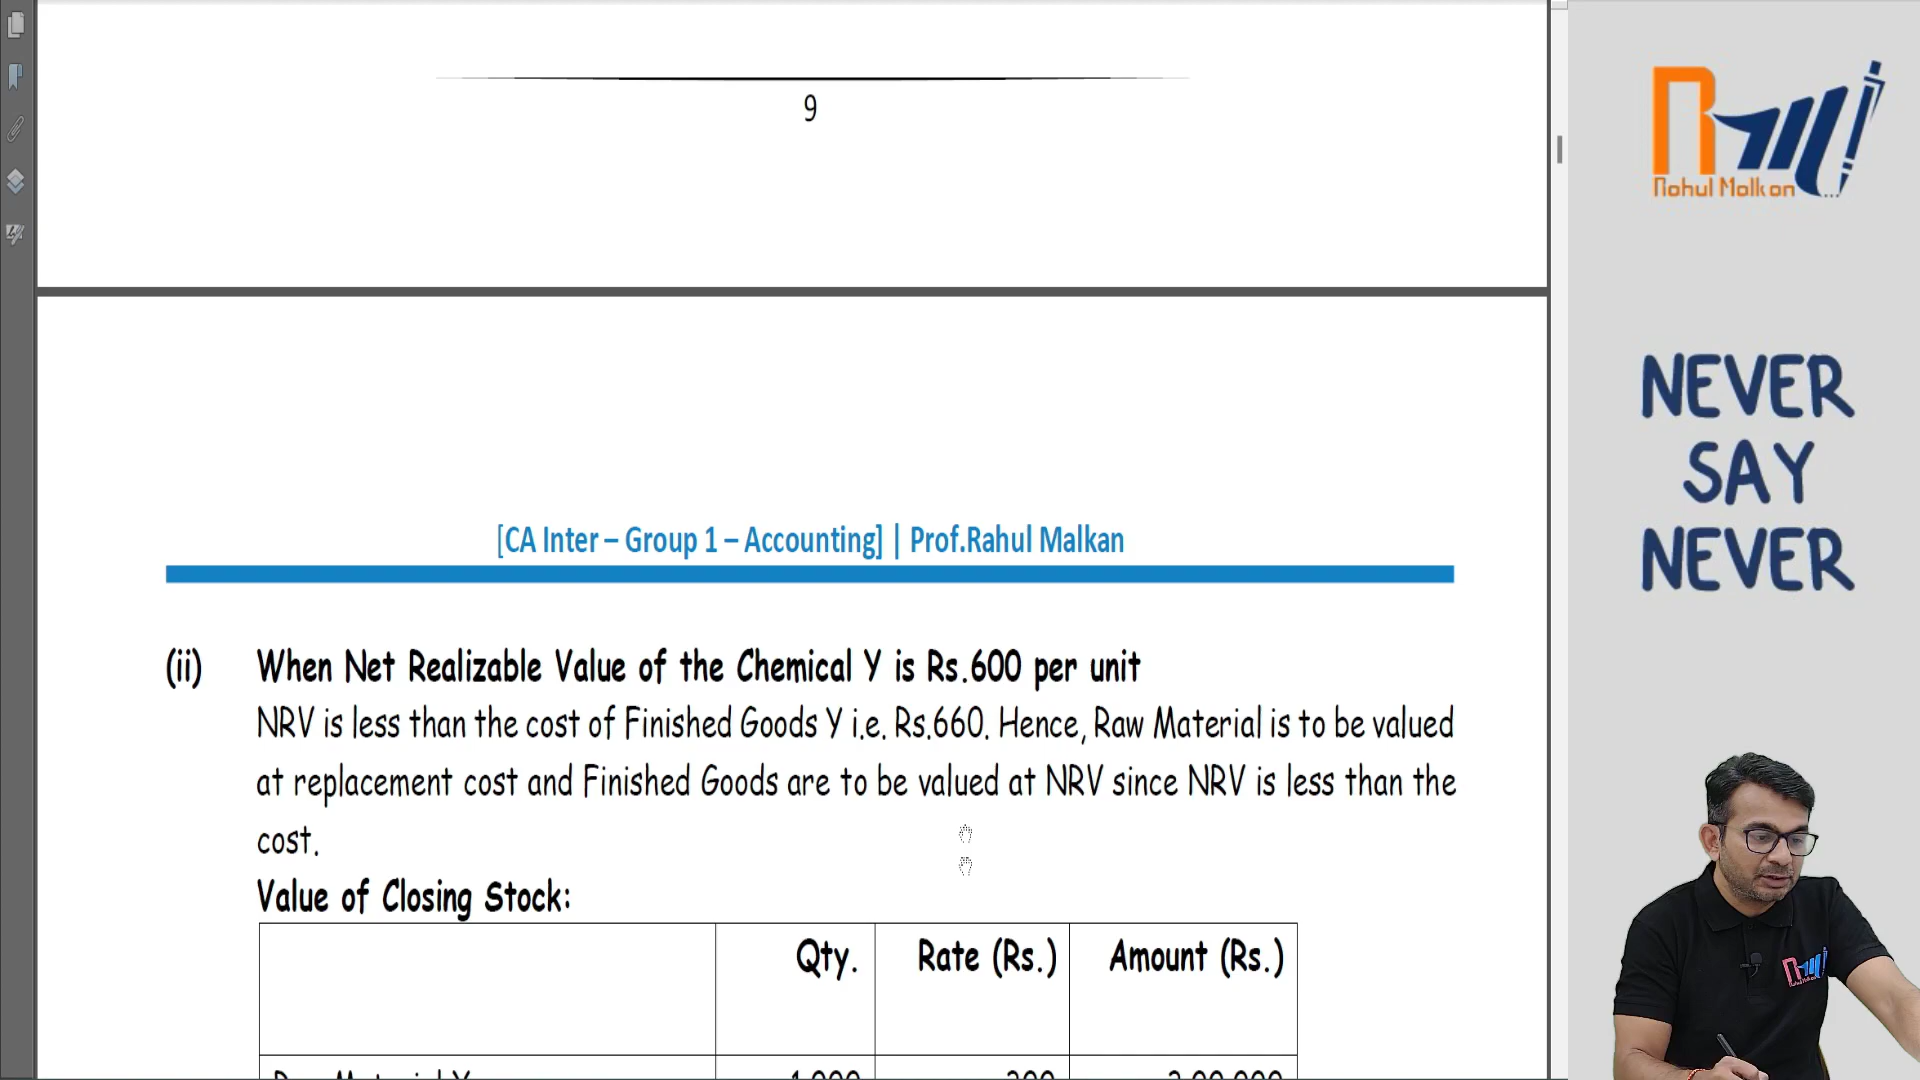 9
Rahul Malkan
NEVER
SAY
NEVER
[CA Inter – Group 1 – Accounting] | Prof.Rahul Malkan
(ii) When Net Realizable Value of the Chemical Y is Rs.600 per unit
NRV is less than the cost of Finished Goods Y i.e. Rs.660. Hence, Raw Material is to be valued
at replacement cost and Finished Goods are to be valued at NRV since NRV is less than the
cost.
Value of Closing Stock:
Qty. Rate (Rs.) Amount (Rs.)